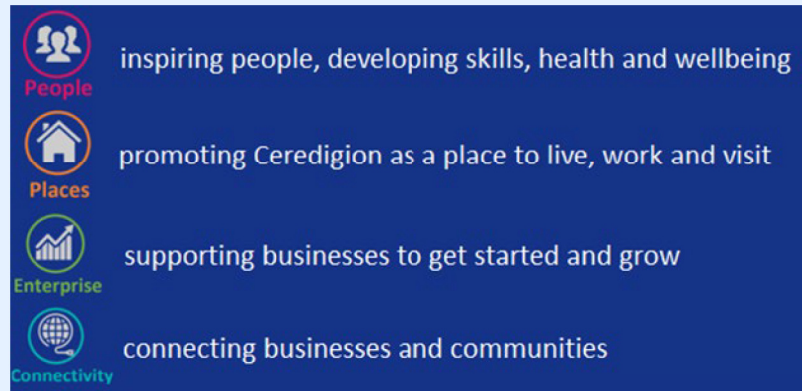 People
inspiring people, developing skills, health and wellbeing
Places
promoting Ceredigion as a place to live, work and visit
Enterprise
supporting businesses to get started and grow
Connectivity
connecting businesses and communities